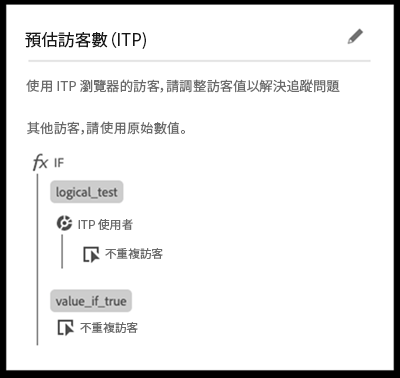 預估訪客數 (ITP)
使用 ITP 瀏覽器的訪客，請調整訪客值以解決追蹤問題
其他訪客，請使用原始數值。
fx IF
logical_test
ITP 使用者
不重複訪客
value_if_true
不重複訪客